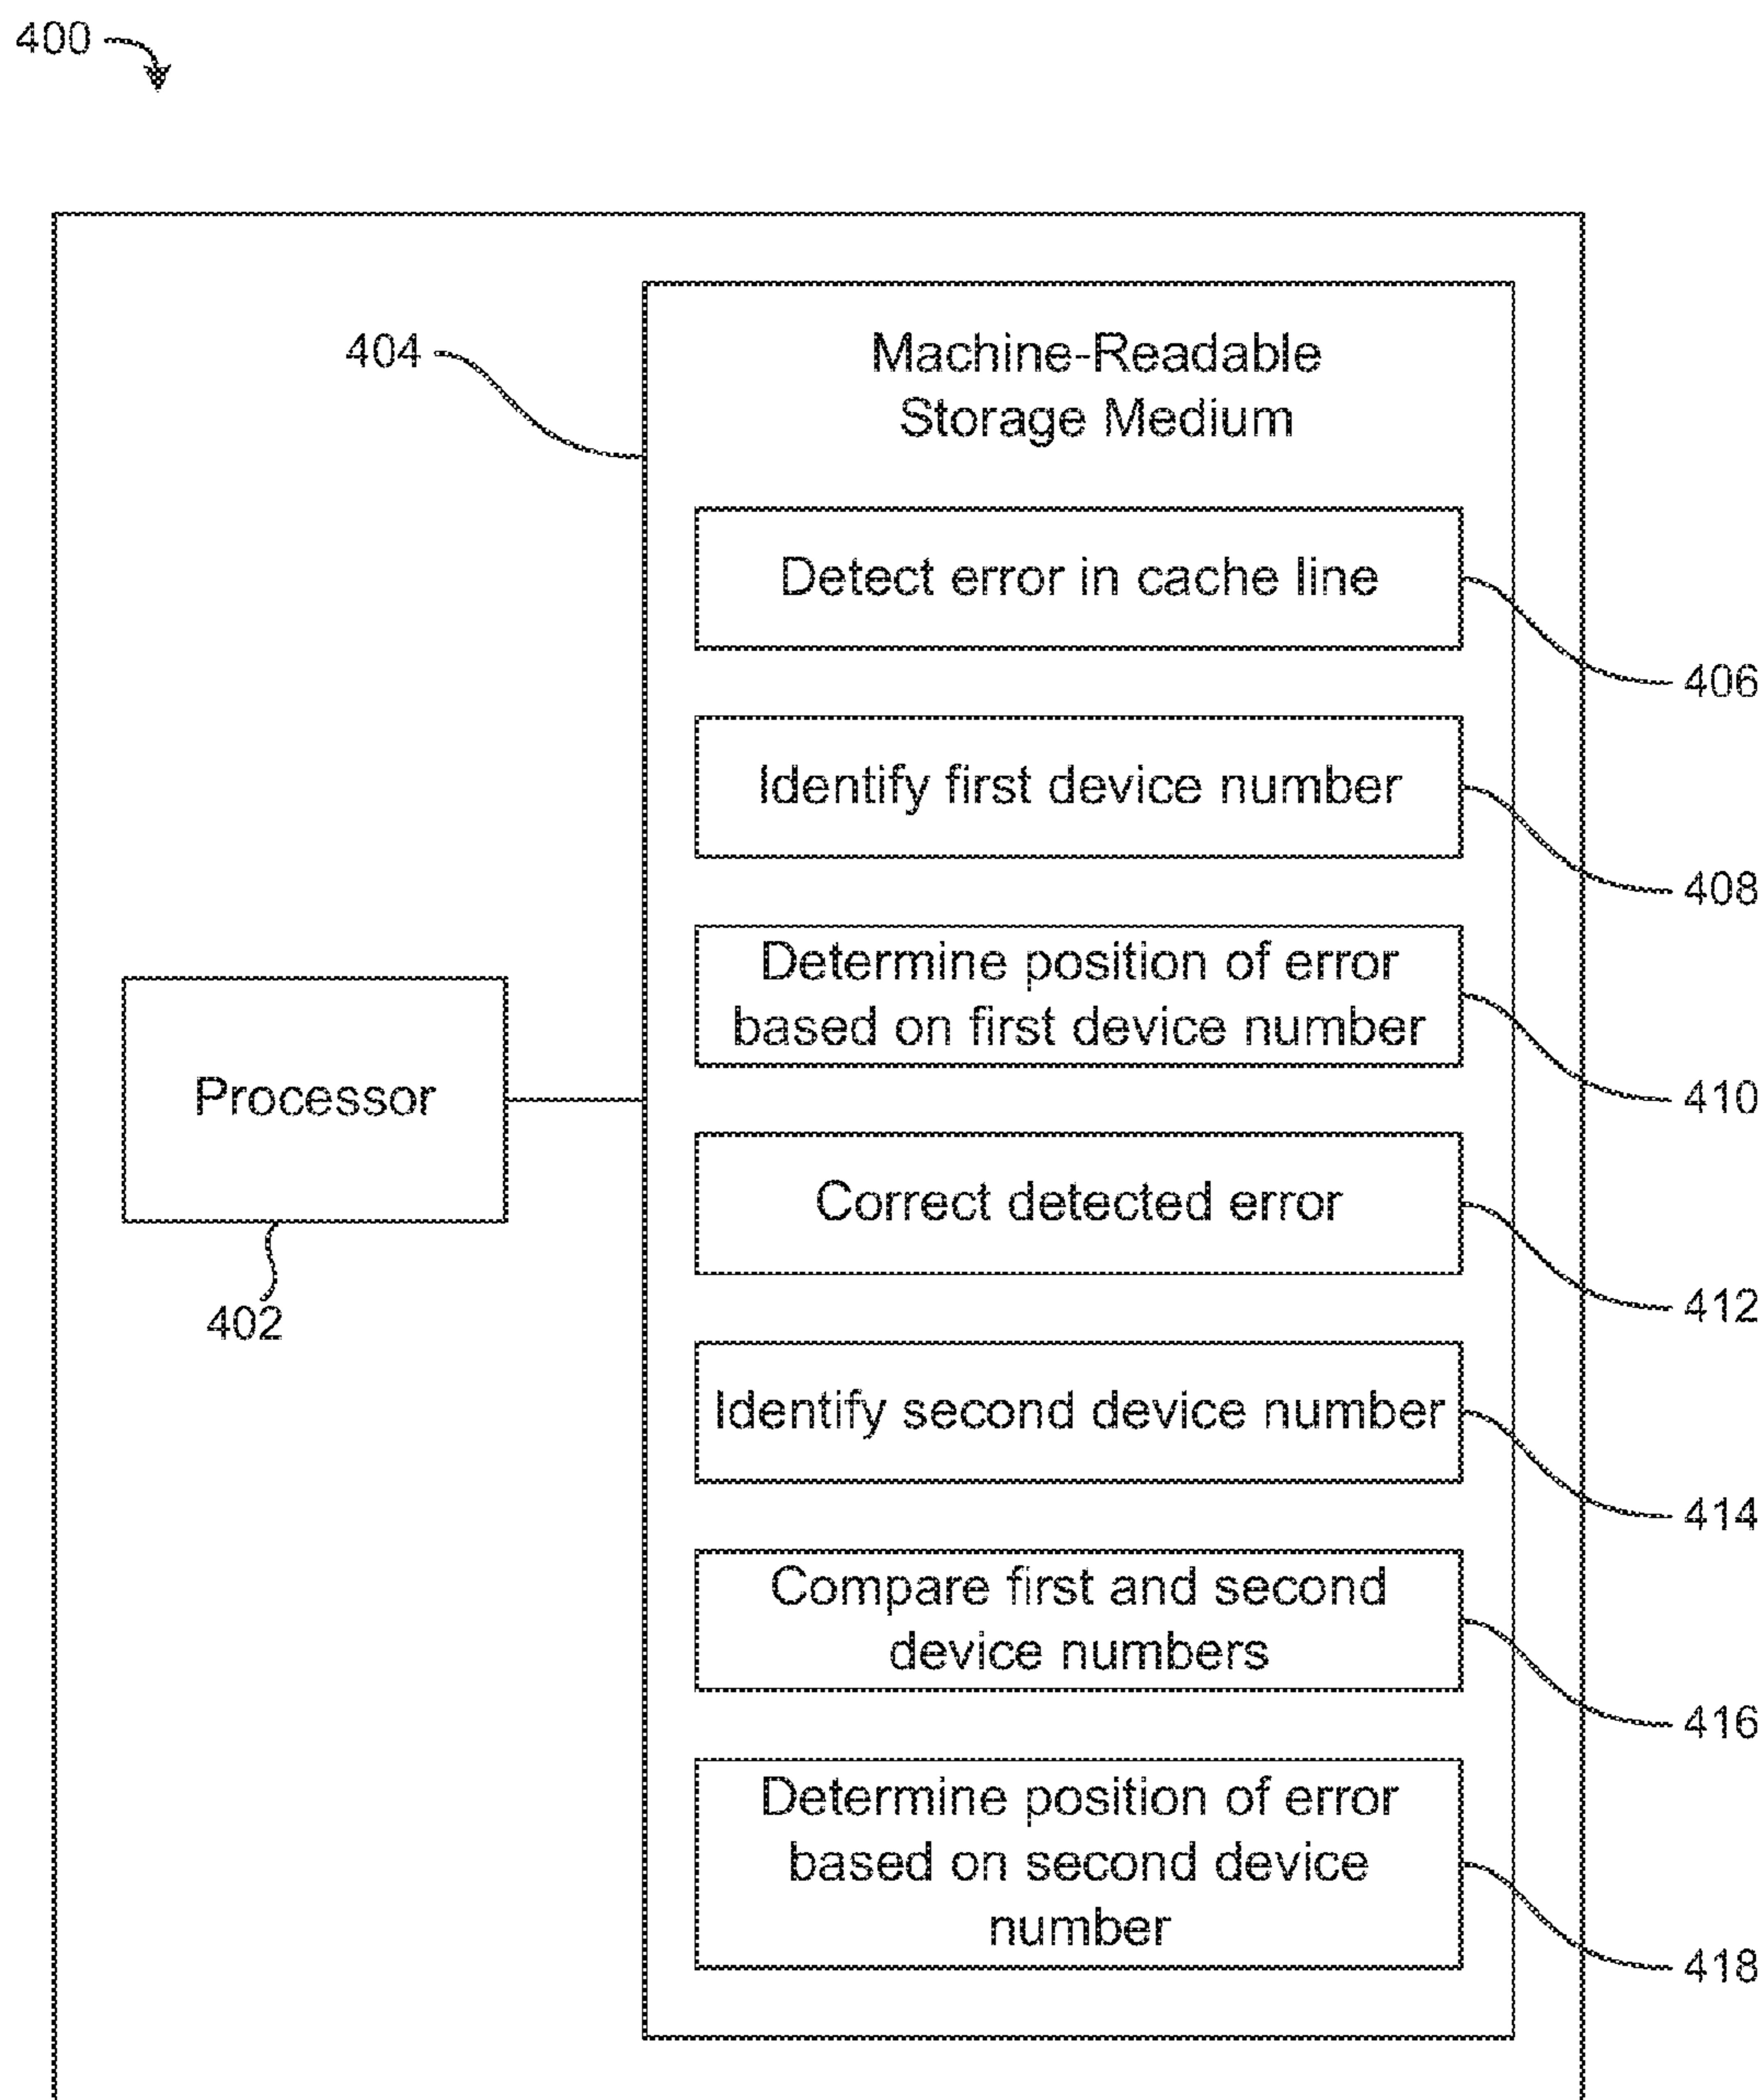 400
404
Machine-Readable
Storage Medium
Detect error in cache line
406
Identify first device number
408
Determine position of error
based on first device number
410
Processor
402
Correct detected error
412
Identify second device number
414
Compare first and second
device numbers
416
Determine position of error
based on second device
number
418